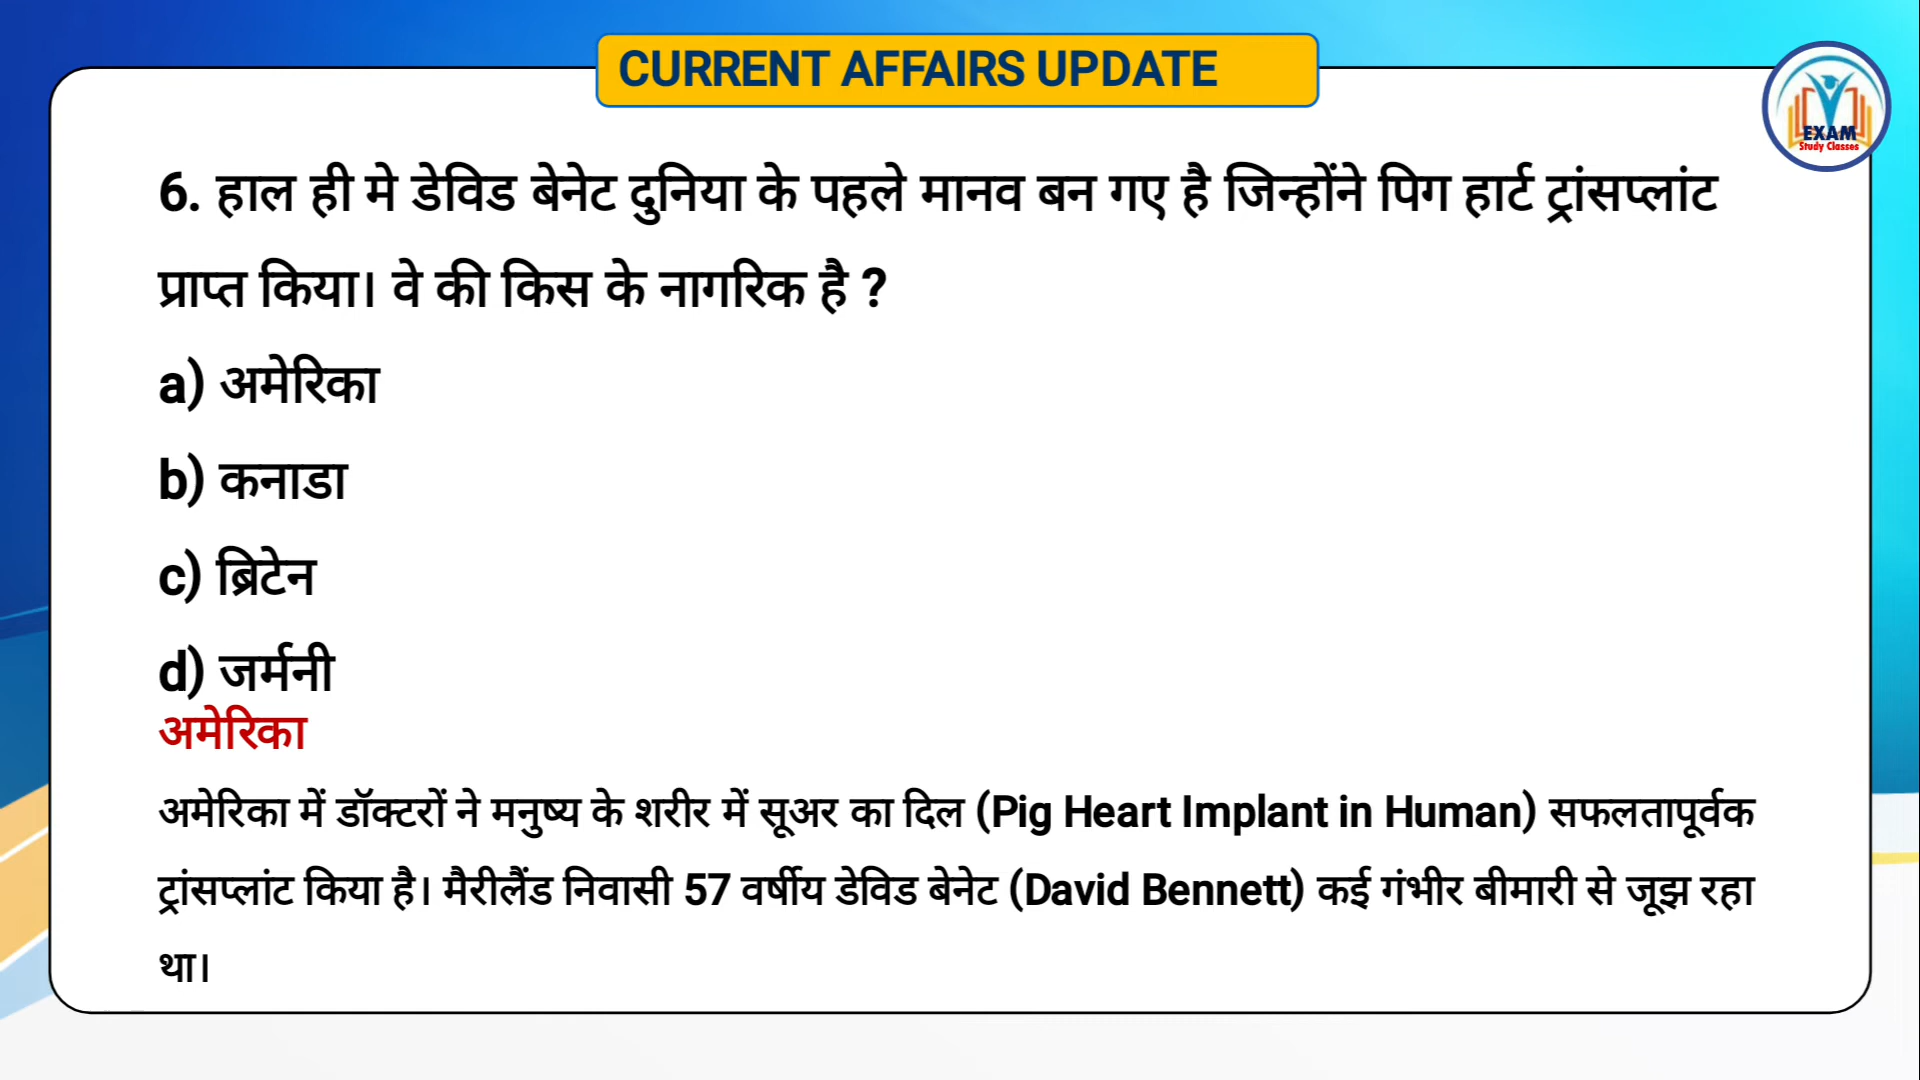 CURRENT AFFAIRS UPDATE
EXAM
Study Classes
6. हाल ही मे डेविड बेनेट दुनिया के पहले मानव बन गए है जिन्होंने पिग हार्ट ट्रांसप्लांट
प्राप्त किया। वे की किस के नागरिक है ?
a) अमेरिका
b) कनाडा
c) ब्रिटेन
d) जर्मनी
अमेरिका
अमेरिका में डॉक्टरों ने मनुष्य के शरीर में सूअर का दिल (Pig Heart Implant in Human) सफलतापूर्वक
ट्रांसप्लांट किया है। मैरीलैंड निवासी 57 वर्षीय डेविड बेनेट (David Bennett) कई गंभीर बीमारी से जूझ रहा
था।